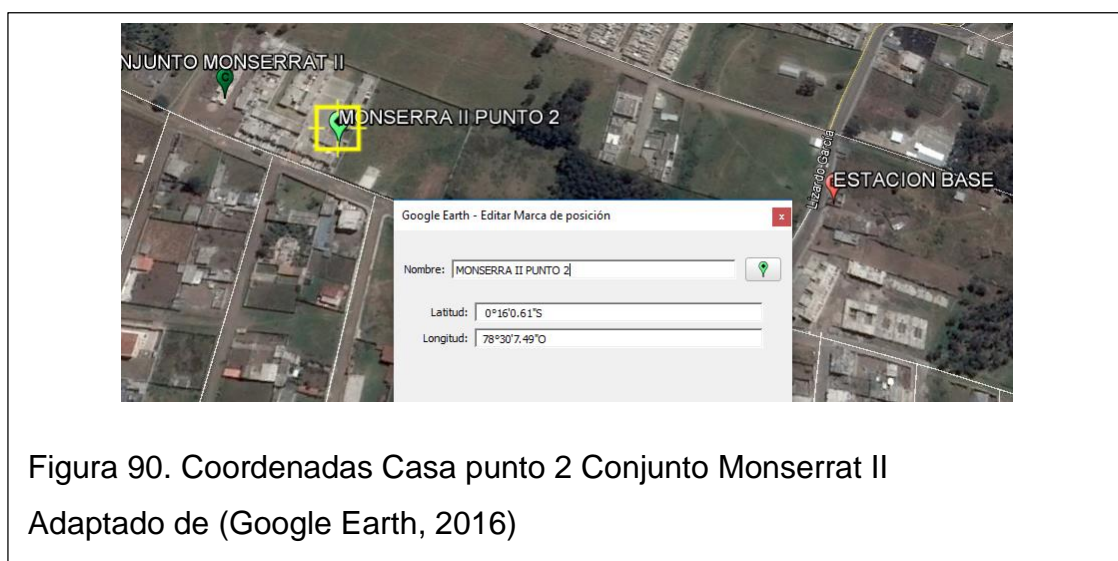 NJUNTO MONSERRAT II
C
MONSERRA II PUNTO 2
Lizardo Garcia
ESTACION BASE
Google Earth - Editar Marca de posición
x
Nombre: MONSERRA II PUNTO 2
Latitud: 0°16'0.61"S
Longitud: 78°30'7.49"O
Figura 90. Coordenadas Casa punto 2 Conjunto Monserrat II
Adaptado de (Google Earth, 2016)